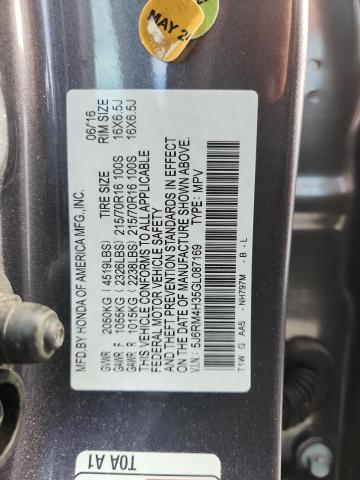 MAY 24
MFD.BY HONDA OF AMERICA MFG.,INC. 06/16
TIRE SIZE RIM SIZE
GVWR 2050KG (4519LBS)
GAWR F 1055KG (2326LBS) 215/70R16 100S 16X6.5J
GAWR R 1015KG (2238LBS) 215/70R16 100S 16X6.5J
THIS VEHICLE CONFORMS TO ALL APPLICABLE
FEDERAL MOTOR VEHICLE SAFETY
AND THEFT PREVENTION STANDARDS IN EFFECT
ON THE DATE OF MANUFACTURE SHOWN ABOVE.
V.I.N.: 5J6RM4H35GL087169 TYPE: MPV
T1W G AA5 - NH797M - B - L
T0A A1